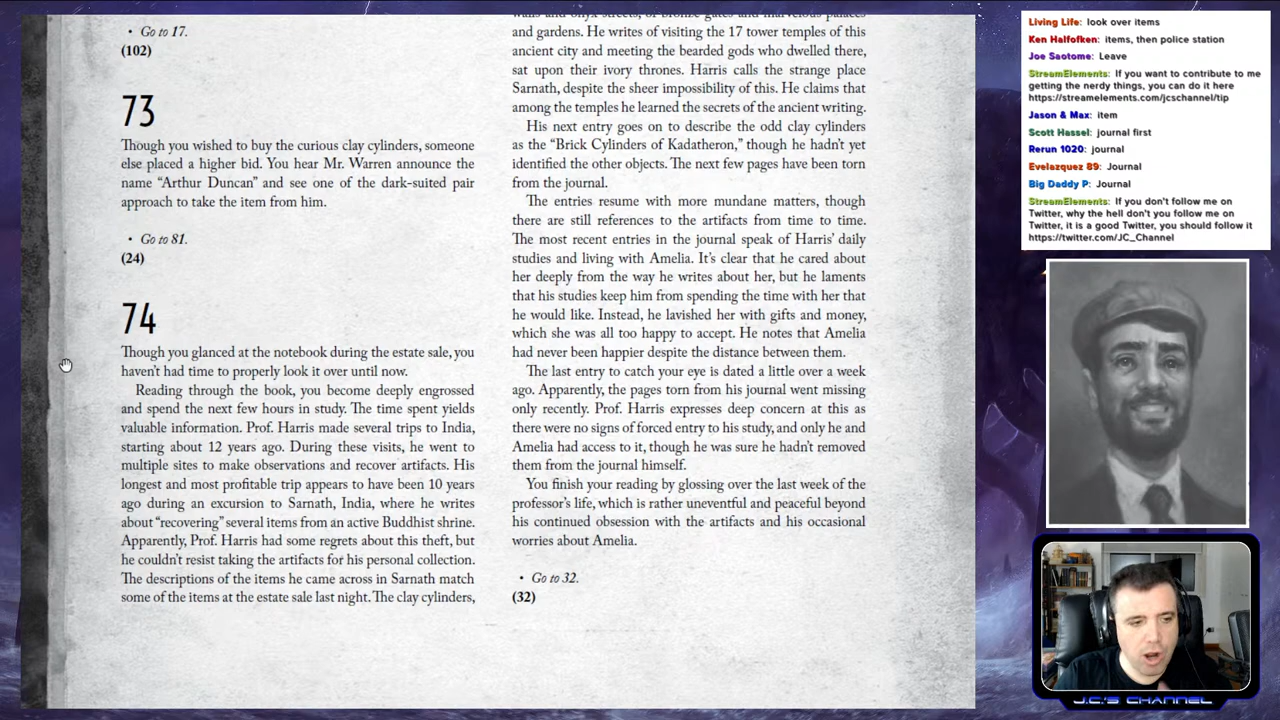 • Go to 17.
(102)
73
Though you wished to buy the curious clay cylinders, someone
else placed a higher bid. You hear Mr. Warren announce the
name “Arthur Duncan” and see one of the dark-suited pair
approach to take the item from him.
• Go to 81.
(24)
74
Though you glanced at the notebook during the estate sale, you
haven’t had time to properly look it over until now.
Reading through the book, you become deeply engrossed
and spend the next few hours in study. The time spent yields
valuable information. Prof. Harris made several trips to India,
starting about 12 years ago. During these visits, he went to
multiple sites to make observations and recover artifacts. His
longest and most profitable trip appears to have been 10 years
ago during an excursion to Sarnath, India, where he writes
about “recovering” several items from an active Buddhist shrine.
Apparently, Prof. Harris had some regrets about this theft, but
he couldn’t resist taking the artifacts for his personal collection.
The descriptions of the items he came across in Sarnath match
some of the items at the estate sale last night. The clay cylinders,
walls and onyx streets, of bronze gates and marvelous palaces
and gardens. He writes of visiting the 17 tower temples of this
ancient city and meeting the bearded gods who dwelled there,
sat upon their ivory thrones. Harris calls the strange place
Sarnath, despite the sheer impossibility of this. He claims that
among the temples he learned the secrets of the ancient writing.
His next entry goes on to describe the odd clay cylinders
as the “Brick Cylinders of Kadatheron,” though he hadn’t yet
identified the other objects. The next few pages have been torn
from the journal.
The entries resume with more mundane matters, though
there are still references to the artifacts from time to time.
The most recent entries in the journal speak of Harris’ daily
studies and living with Amelia. It’s clear that he cared about
her deeply from the way he writes about her, but he laments
that his studies keep him from spending the time with her that
he would like. Instead, he lavished her with gifts and money,
which she was all too happy to accept. He notes that Amelia
had never been happier despite the distance between them.
The last entry to catch your eye is dated a little over a week
ago. Apparently, the pages torn from his journal went missing
only recently. Prof. Harris expresses deep concern at this as
there were no signs of forced entry to his study, and only he and
Amelia had access to it, though he was sure he hadn’t removed
them from the journal himself.
You finish your reading by glossing over the last week of the
professor’s life, which is rather uneventful and peaceful beyond
his continued obsession with the artifacts and his occasional
worries about Amelia.
• Go to 32.
(32)
Living Life: look over items
Ken Halfofken: items, then police station
Joe Saotome: Leave
StreamElements: If you want to contribute to me
getting the nerdy things, you can do it here
https://streamelements.com/jcschannel/tip
Jason & Max: item
Scott Hassel: journal first
Rerun 1020: journal
Evelazquez 89: Journal
Big Daddy P: Journal
StreamElements: If you don't follow me on
Twitter, why the hell don't you follow me on
Twitter, it is a good Twitter, you should follow it
https://twitter.com/JC_Channel
J.C.'S CHANNEL